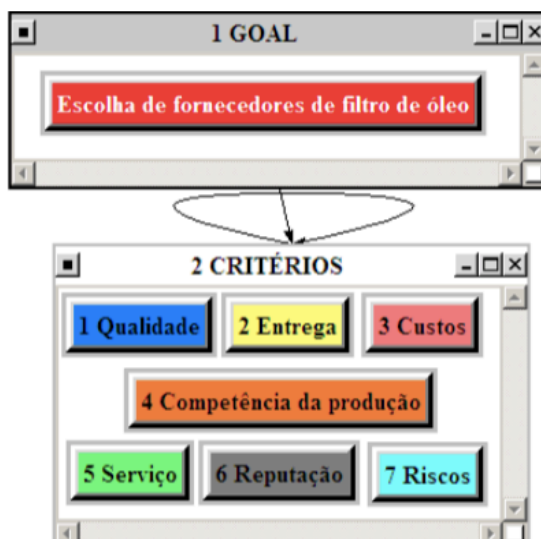 1 GOAL
Escolha de fornecedores de filtro de óleo
2 CRITÉRIOS
1 Qualidade
2 Entrega
3 Custos
4 Competência da produção
5 Serviço
6 Reputação
7 Riscos